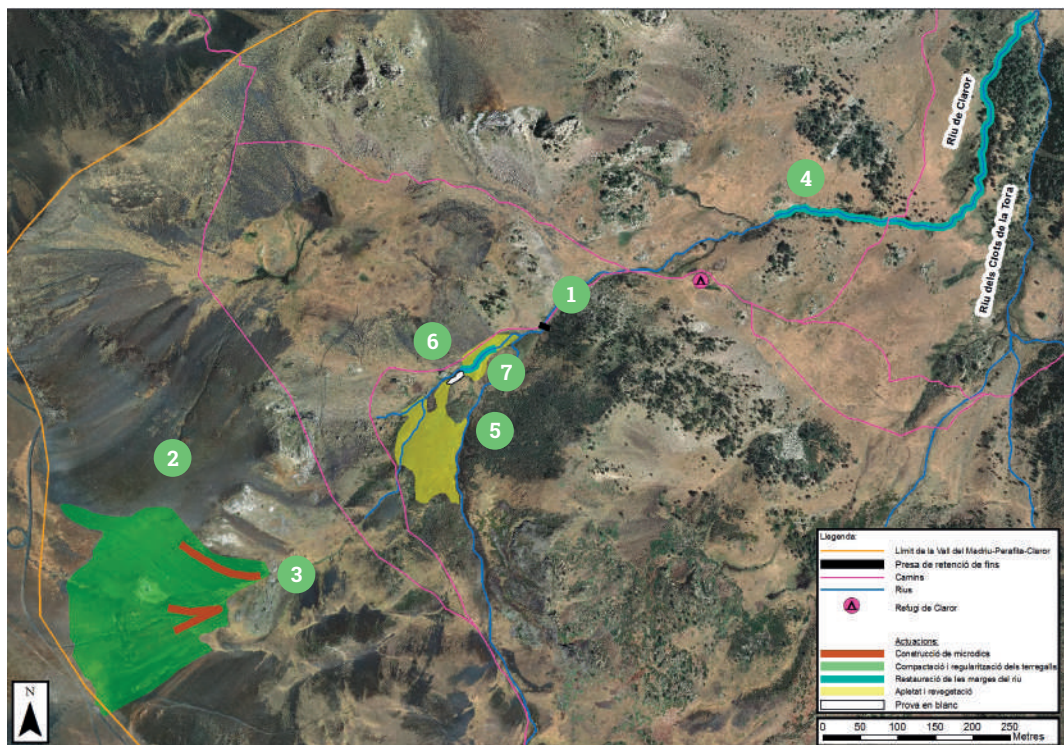 Riu de Claror
Riu dels Clots de la Tora
4
1
6
7
5
2
3
Llegenda:
Límit de la Vall del Madriu-Perafita-Claror
Presa de retenció de fins
Camins
Rius
Refugi de Claror
Actuacions:
Construcció de microdics
Compactació i regularització dels terregalls
Restauració de les marges del riu
Apletat i revegetació
Prova en blanc
N
0 50 100 150 200 250
Metres